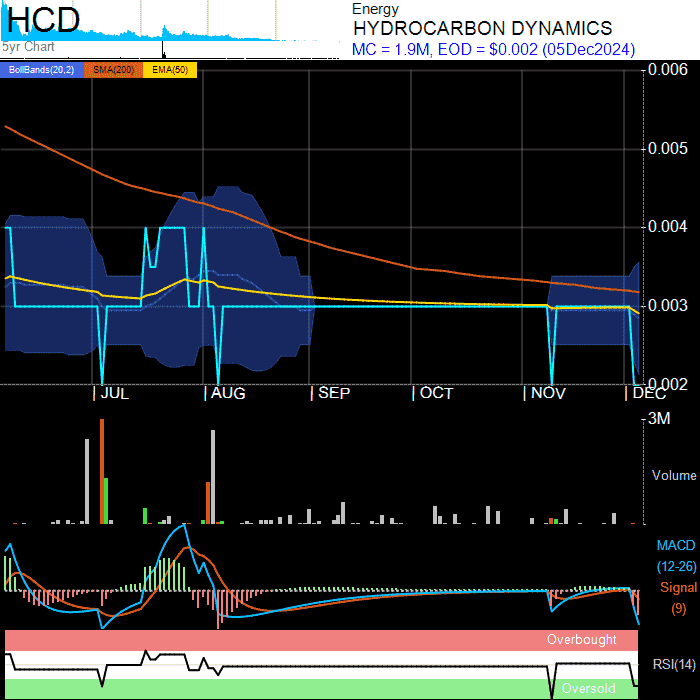 HCD
Energy
HYDROCARBON DYNAMICS
5yr Chart
MC = 1.9M, EOD = $0.002 (05Dec2024)
BollBands(20,2) SMA(200) EMA(50)
0.006
0.005
0.004
0.003
0.002
JUL AUG SEP OCT NOV DEC
3M
Volume
MACD
(12-26)
Signal
(9)
Overbought
RSI(14)
Oversold